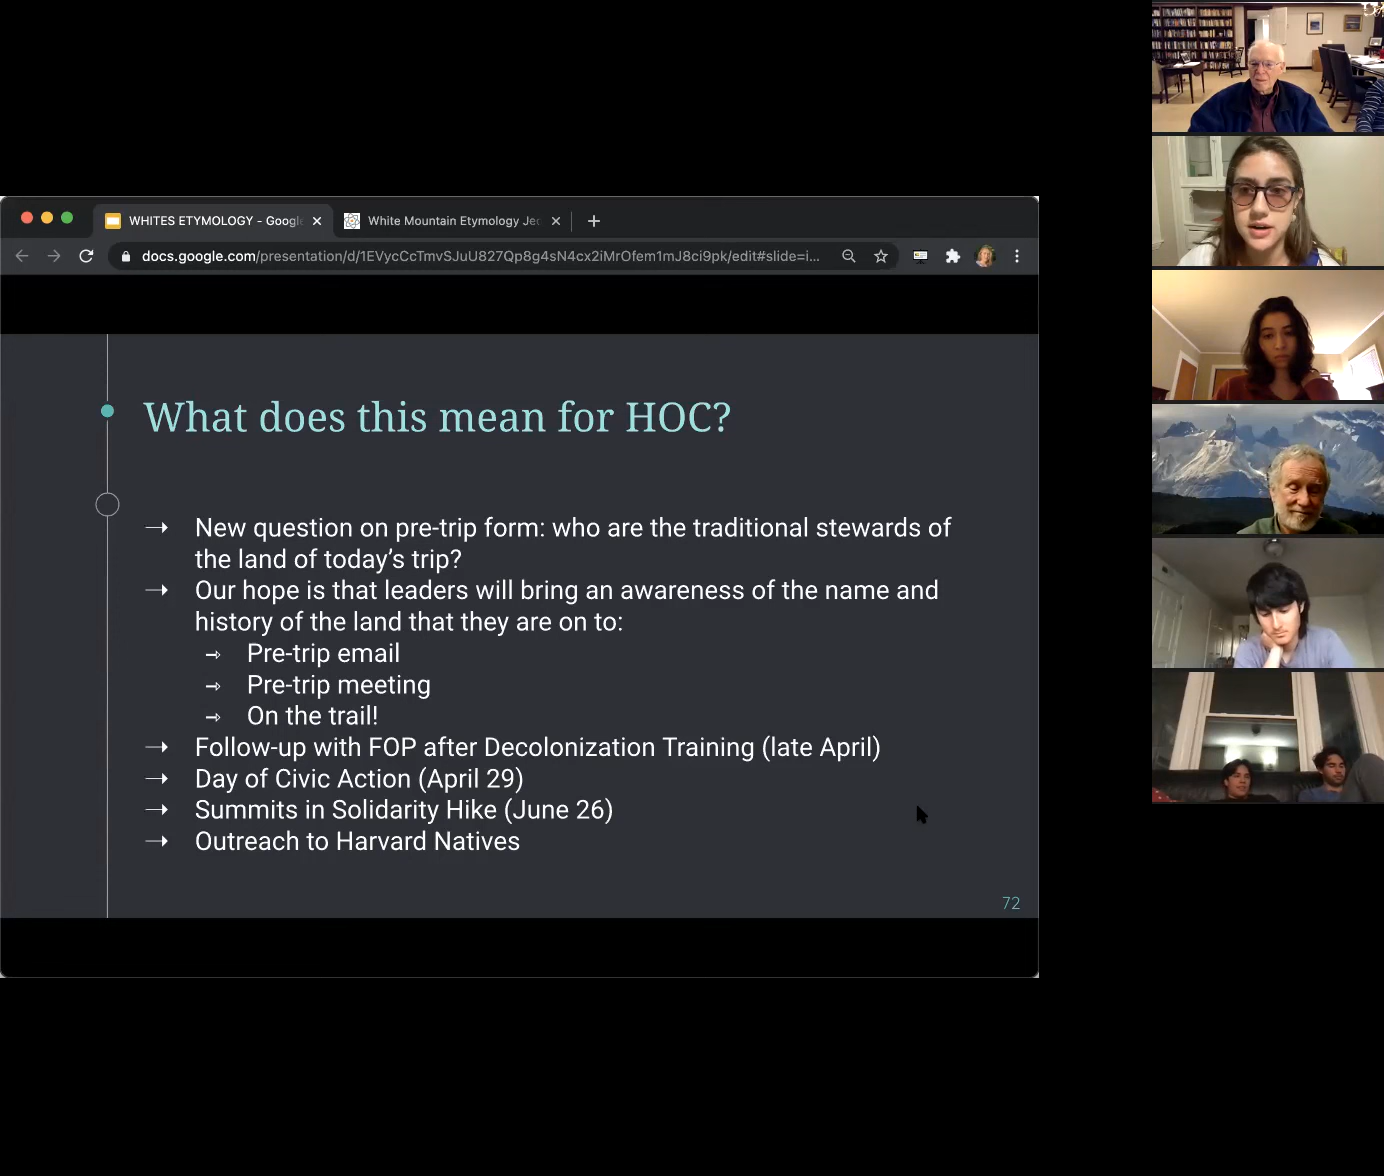 WHITES ETYMOLOGY - Googl
White Mountain Etymology Jeo
docs.google.com/presentation/d/1EVycCcTmvSJuU827Qp8g4sN4cx2iMrOfem1mJ8ci9pk/edit#slide=i...
What does this mean for HOC?
New question on pre-trip form: who are the traditional stewards of
the land of today's trip?
Our hope is that leaders will bring an awareness of the name and
history of the land that they are on to:
Pre-trip email
Pre-trip meeting
On the trail!
Follow-up with FOP after Decolonization Training (late April)
Day of Civic Action (April 29)
Summits in Solidarity Hike (June 26)
Outreach to Harvard Natives
72